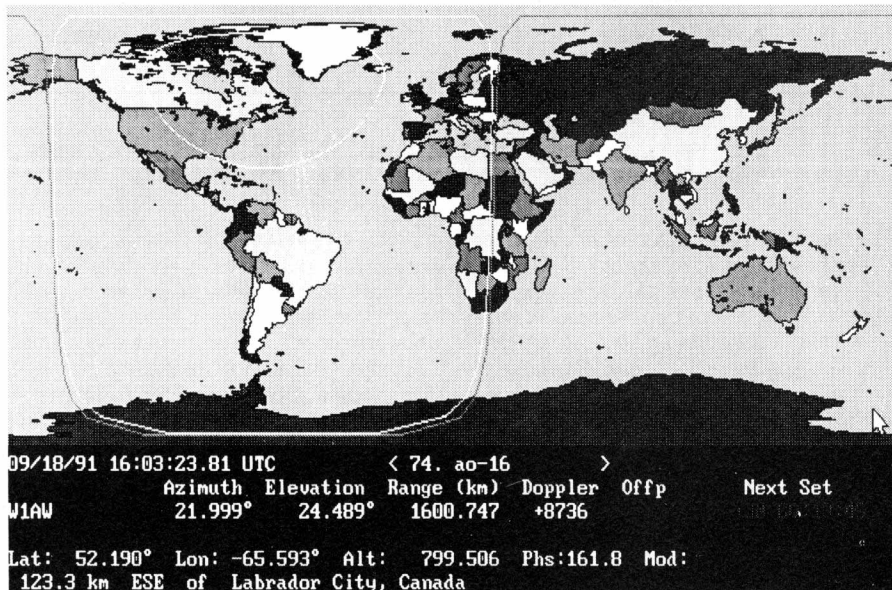 09/18/91 16:03:23.81 UTC < 74. ao-16 >
Azimuth Elevation Range (km) Doppler Offp Next Set
W1AW 21.999° 24.489° 1600.747 +8736
Lat: 52.190° Lon: -65.593° Alt: 799.506 Phs:161.8 Mod:
123.3 km ESE of Labrador City, Canada